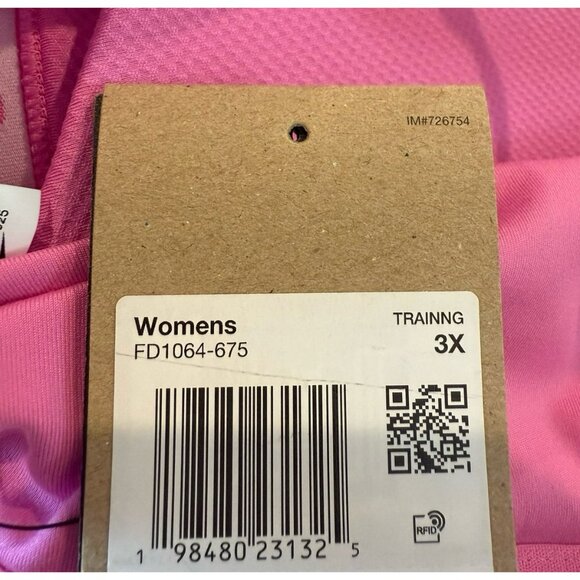 IM#726754
Womens
TRAINNG
FD1064-675
3X
RFID
1 98480 23132 5